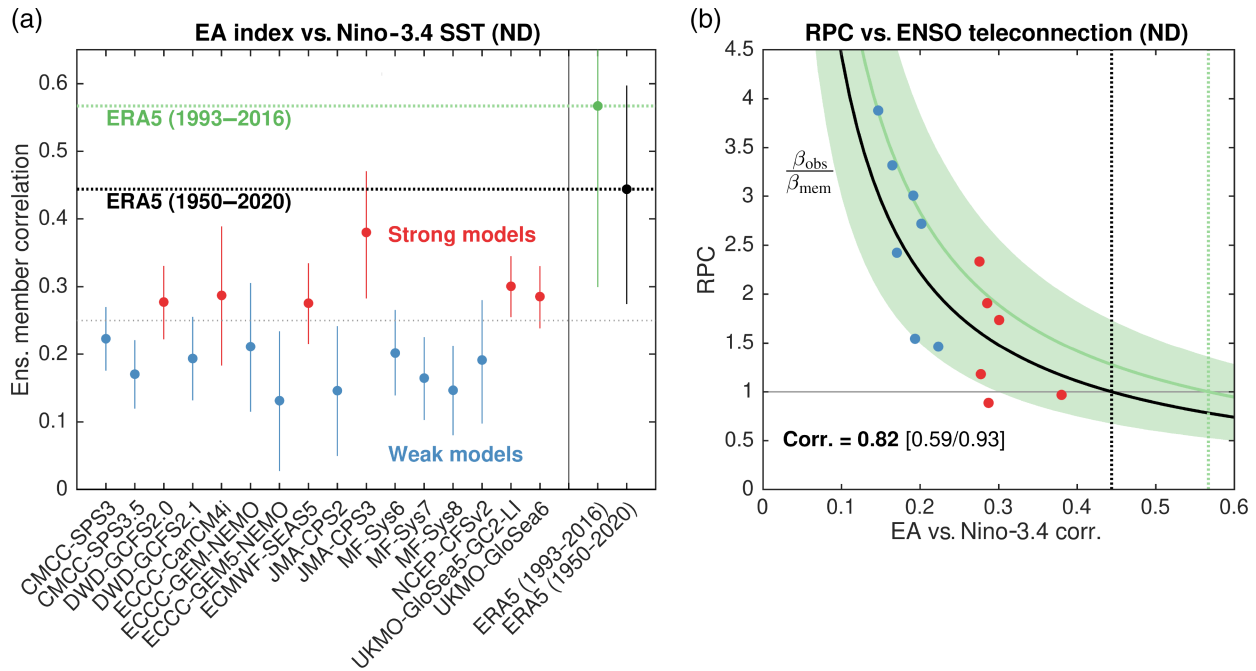 (a)
EA index vs. Nino-3.4 SST (ND)
Ens. member correlation
0.6
0.5
0.4
0.3
0.2
0.1
0
ERA5 (1993–2016)
ERA5 (1950–2020)
Strong models
Weak models
CMCC-SPS3
CMCC-SPS3.5
DWD-GCFS2.0
DWD-GCFS2.1
ECCC-CanCM4i
ECCC-GEM-NEMO
ECCC-GEM5-NEMO
ECMWF-SEAS5
JMA-CPS2
JMA-CPS3
MF-Sys6
MF-Sys7
MF-Sys8
NCEP-CFSv2
UKMO-GloSea5-GC2-LI
UKMO-GloSea6
ERA5 (1993-2016)
ERA5 (1950-2020)
(b)
RPC vs. ENSO teleconnection (ND)
RPC
4.5
4
3.5
3
2.5
2
1.5
1
0.5
0
βobs
βmem
Corr. = 0.82 [0.59/0.93]
0
0.1
0.2
0.3
0.4
0.5
0.6
EA vs. Nino-3.4 corr.